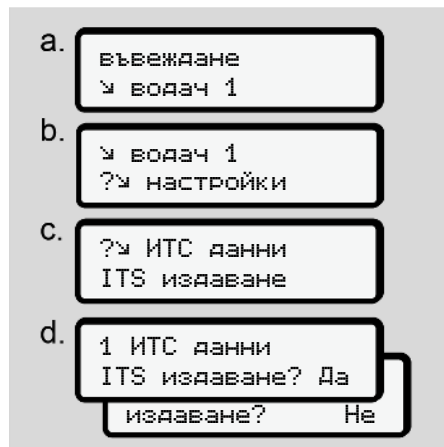 a.
въвеждане
↘ водач 1
b.
↘ водач 1
?↘ настройки
c.
?↘ ИТС данни
ITS издаване
d.
1 ИТС данни
ITS издаване? Да
издаване? Не